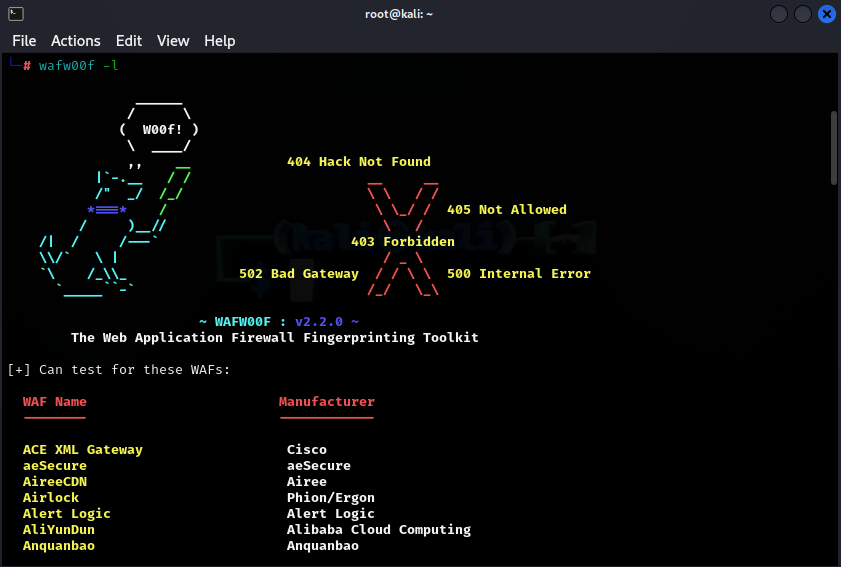 root@kali: ~
File Actions Edit View Help
# wafw00f -l
( W00f! )
404 Hack Not Found
405 Not Allowed
403 Forbidden
502 Bad Gateway 500 Internal Error
~ WAFW00F : v2.2.0 ~
The Web Application Firewall Fingerprinting Toolkit
[+] Can test for these WAFs:
WAF Name Manufacturer
-------- ------------
ACE XML Gateway Cisco
aeSecure aeSecure
AireeCDN Airee
Airlock Phion/Ergon
Alert Logic Alert Logic
AliYunDun Alibaba Cloud Computing
Anquanbao Anquanbao